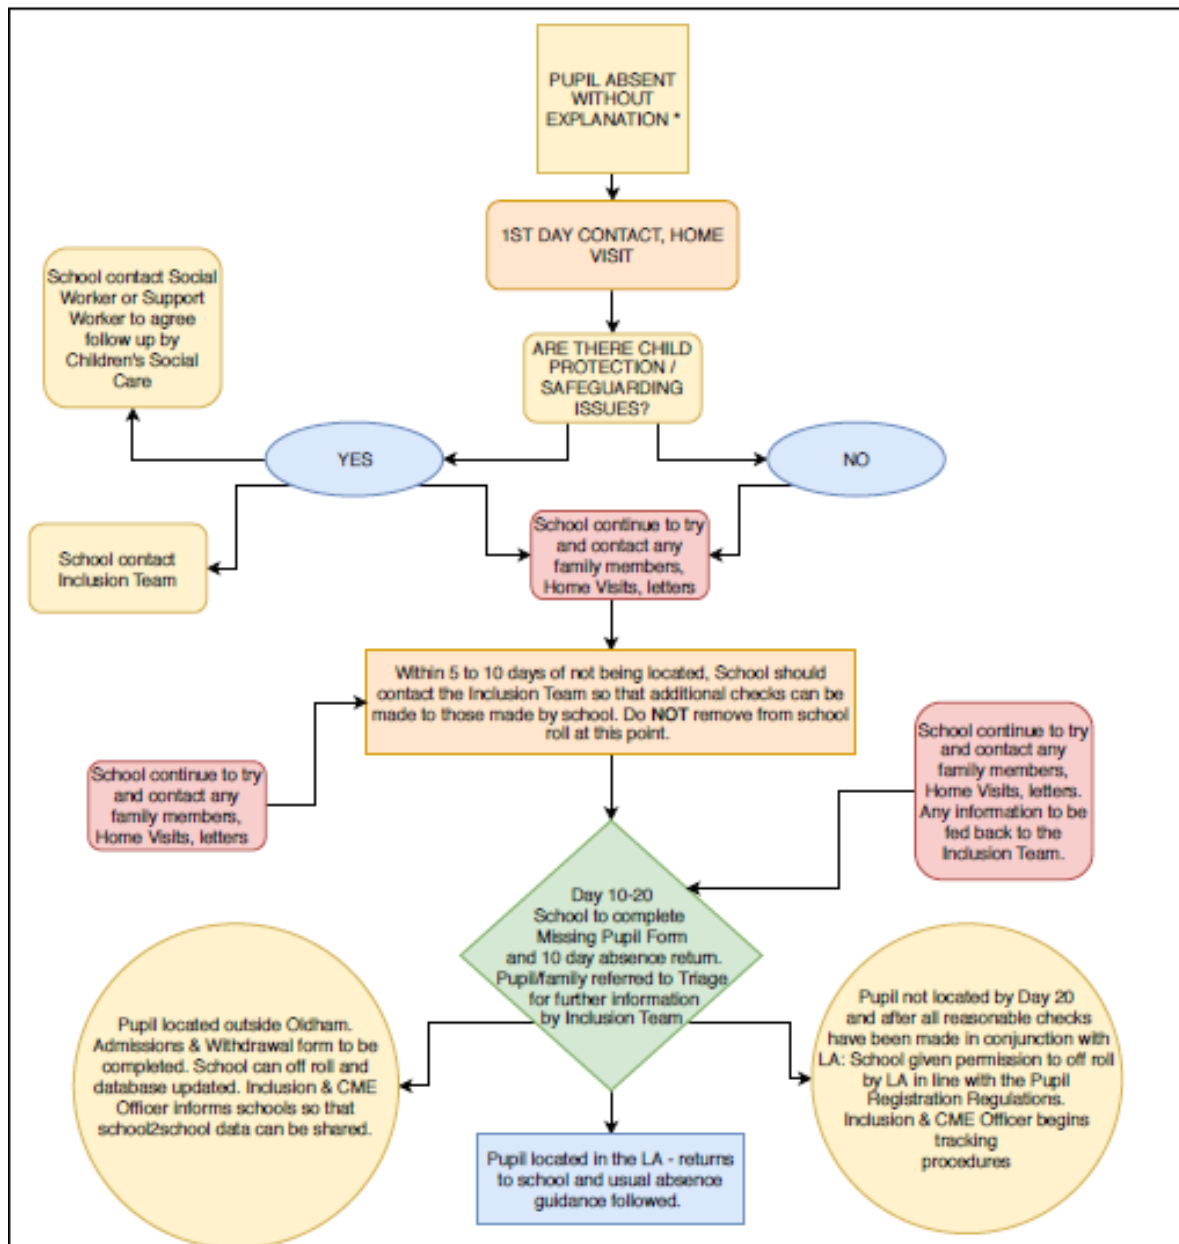 PUPIL ABSENT
WITHOUT
EXPLANATION *
1ST DAY CONTACT, HOME
VISIT
School contact Social
Worker or Support
Worker to agree
follow up by
Children's Social
Care
ARE THERE CHILD
PROTECTION /
SAFEGUARDING
ISSUES?
YES
NO
School contact
Inclusion Team
School continue to try
and contact any
family members,
Home Visits, letters
Within 5 to 10 days of not being located, School should
contact the Inclusion Team so that additional checks can be
made to those made by school. Do NOT remove from school
roll at this point.
School continue to try
and contact any
family members,
Home Visits, letters
School continue to try
and contact any
family members,
Home Visits, letters.
Any information to be
fed back to the
Inclusion Team.
Day 10-20
School to complete
Missing Pupil Form
and 10 day absence return.
Pupil/family referred to Triage
for further information
by Inclusion Team
Pupil located outside Oldham.
Admissions & Withdrawal form to be
completed. School can off roll and
database updated. Inclusion & CME
Officer informs schools so that
school2school data can be shared.
Pupil not located by Day 20
and after all reasonable checks
have been made in conjunction with
LA: School given permission to off roll
by LA in line with the Pupil
Registration Regulations.
Inclusion & CME Officer begins
tracking
procedures
Pupil located in the LA - returns
to school and usual absence
guidance followed.